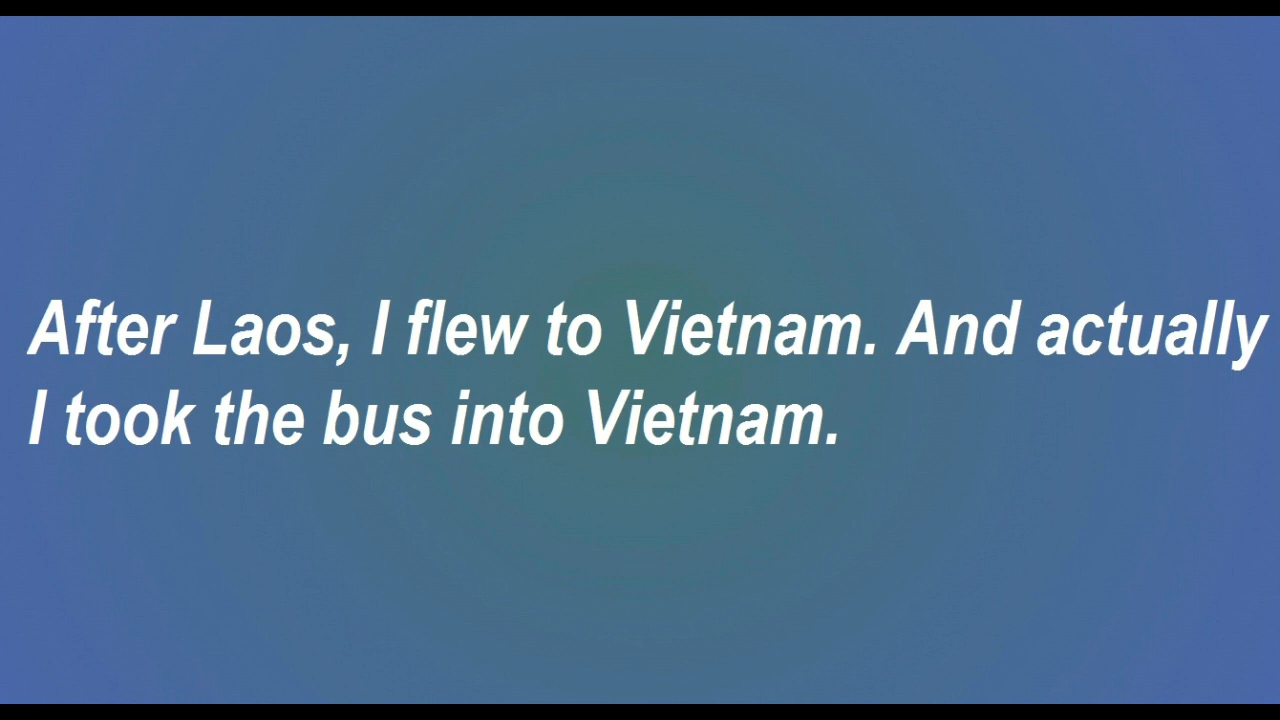 After Laos, I flew to Vietnam. And actually
I took the bus into Vietnam.